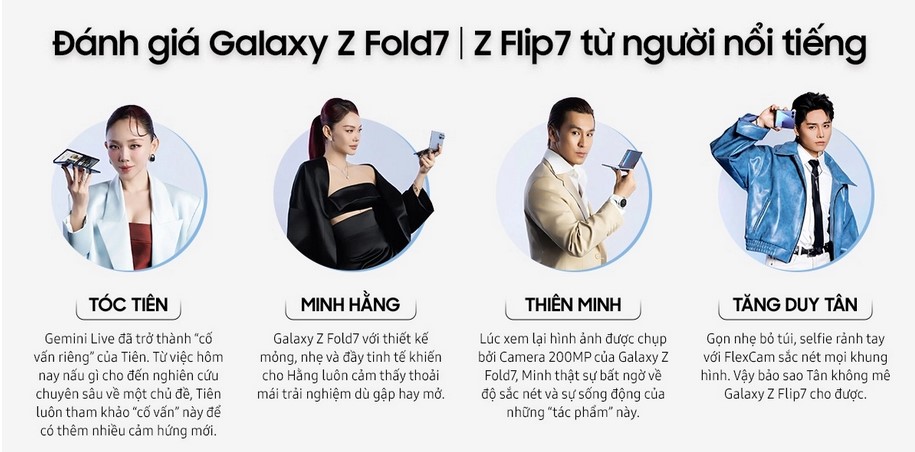 Đánh giá Galaxy Z Fold7 | Z Flip7 từ người nổi tiếng
TÓC TIÊN
Gemini Live đã trở thành “cố
vấn riêng” của Tiên. Từ việc hôm
nay nấu gì cho đến nghiên cứu
chuyên sâu về một chủ đề, Tiên
luôn tham khảo “cố vấn” này để
có thêm nhiều cảm hứng mới.
MINH HẰNG
Galaxy Z Fold7 với thiết kế
mỏng, nhẹ và đầy tinh tế khiến
cho Hằng luôn cảm thấy thoải
mái trải nghiệm dù gập hay mở.
THIÊN MINH
Lúc xem lại hình ảnh được chụp
bởi Camera 200MP của Galaxy Z
Fold7, Minh thật sự bất ngờ về
độ sắc nét và sự sống động của
những “tác phẩm” này.
TĂNG DUY TÂN
Gọn nhẹ bỏ túi, selfie rảnh tay
với FlexCam sắc nét mọi khung
hình. Vậy bảo sao Tân không mê
Galaxy Z Flip7 cho được.